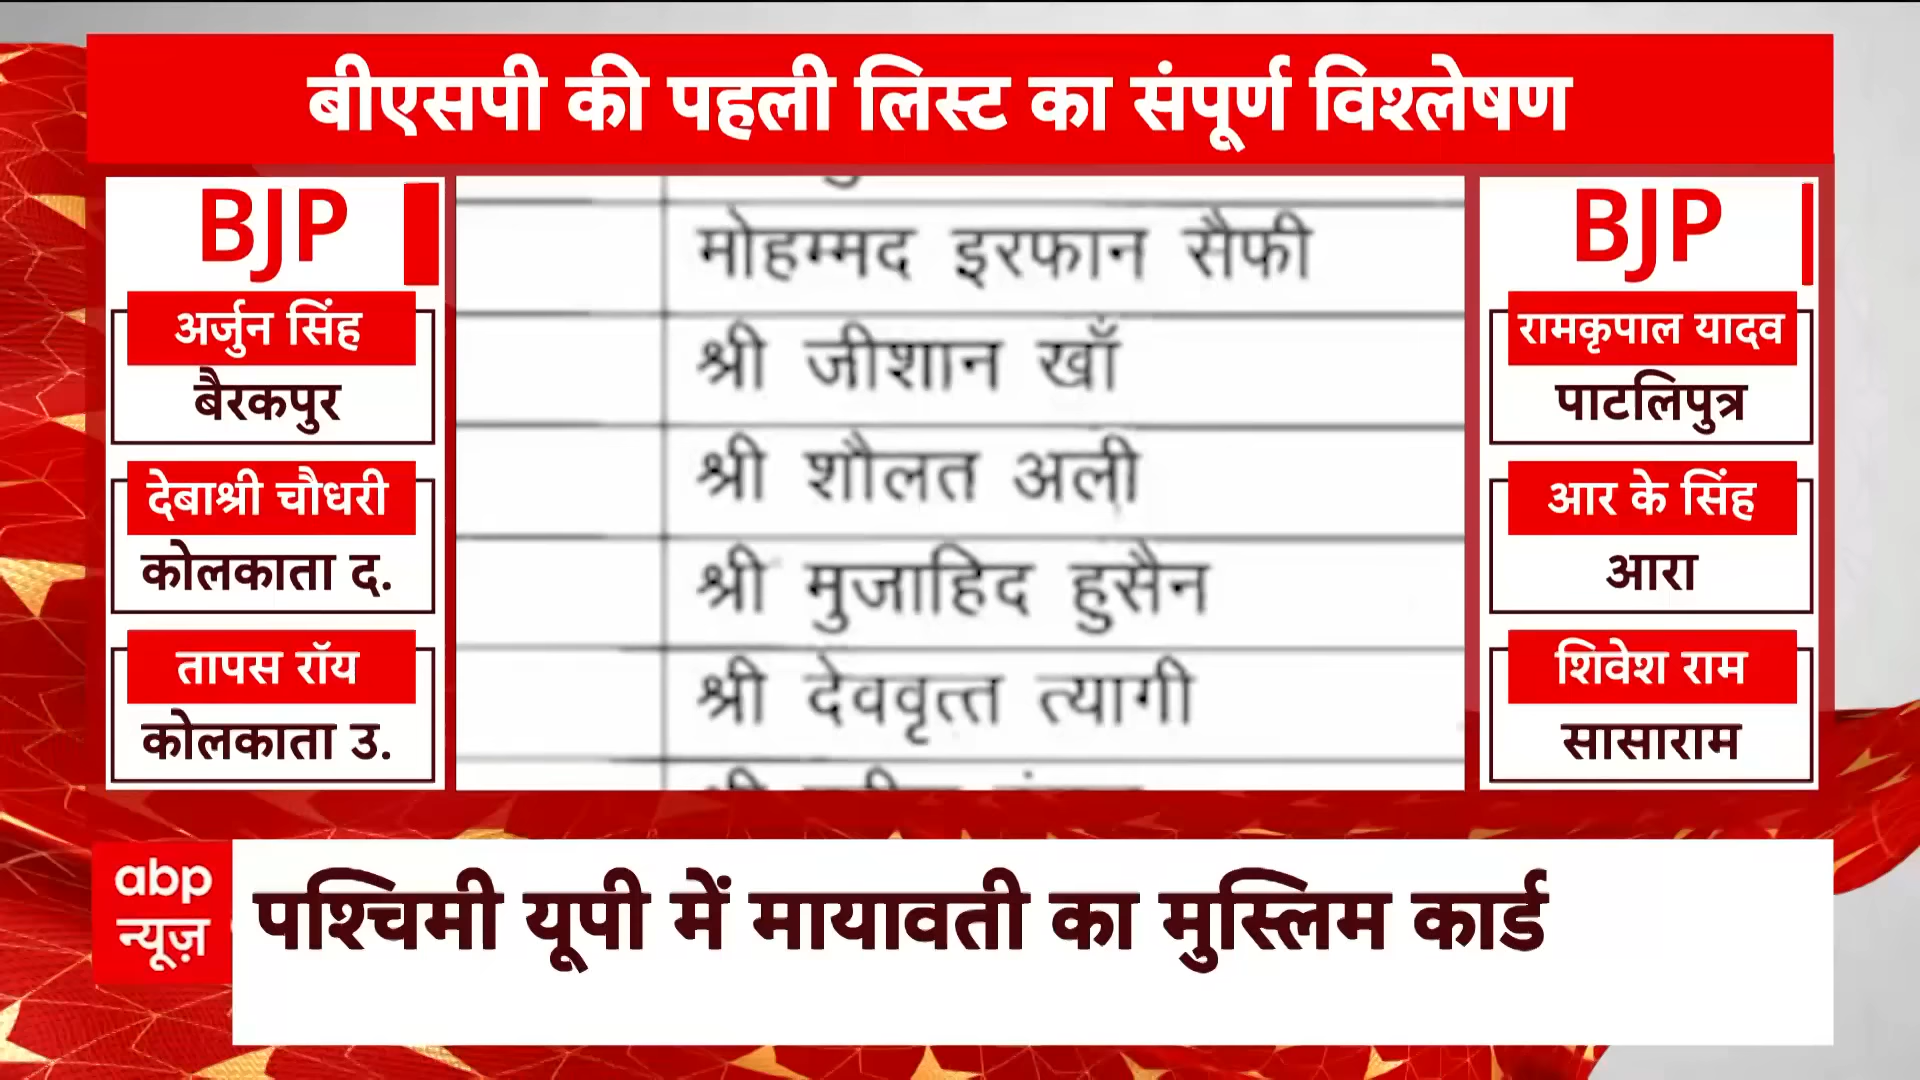 बीएसपी की पहली लिस्ट का संपूर्ण विश्लेषण
BJP
अर्जुन सिंह
बैरकपुर
देबाश्री चौधरी
कोलकाता द.
तापस रॉय
कोलकाता उ.
मोहम्मद इरफान सैफी
श्री जीशान खाँ
श्री शौलत अली
श्री मुजाहिद हुसैन
श्री देववृत्त त्यागी
BJP
रामकृपाल यादव
पाटलिपुत्र
आर के सिंह
आरा
शिवेश राम
सासाराम
abp
न्यूज़
पश्चिमी यूपी में मायावती का मुस्लिम कार्ड